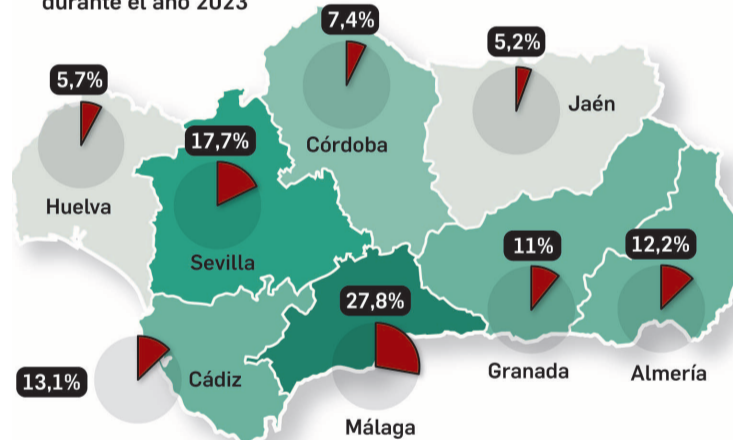 durante el año 2023
7,4%
5,2%
5,7%
Jaén
17,7%
Córdoba
Huelva
Sevilla
11%
12,2%
27,8%
13,1%
Cádiz
Granada
Almería
Málaga